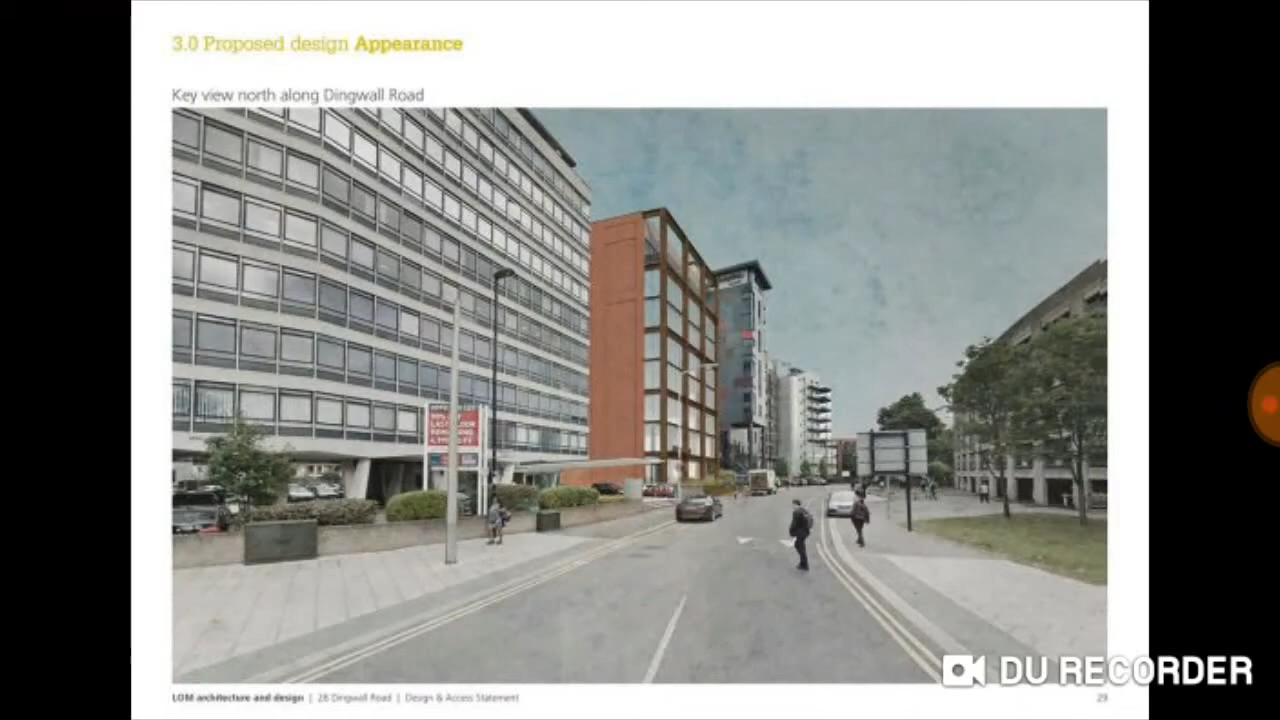 3.0 Proposed design Appearance
Key view north along Dingwall Road
LOM architecture and design | 28 Dingwall Road | Design & Access Statement
29
DU RECORDER